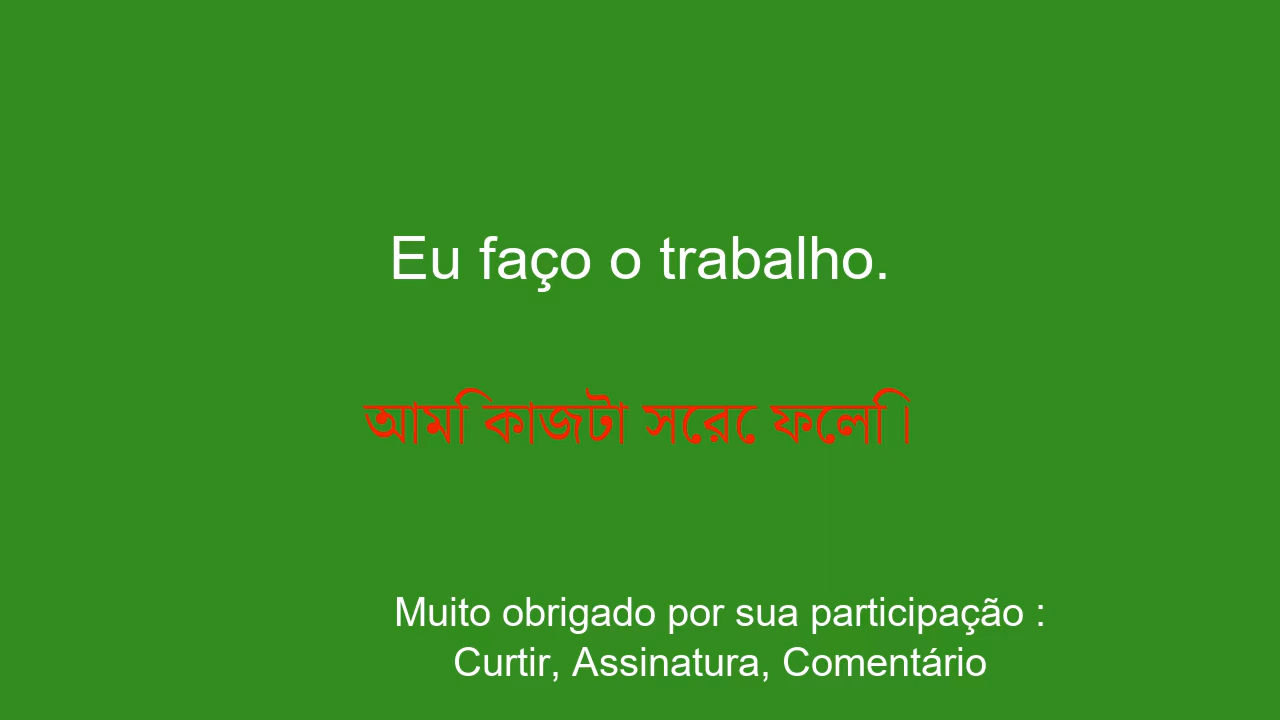 Eu faço o trabalho.
আমি কাজটা সেরে ফেলি।
Muito obrigado por sua participação :
Curtir, Assinatura, Comentário